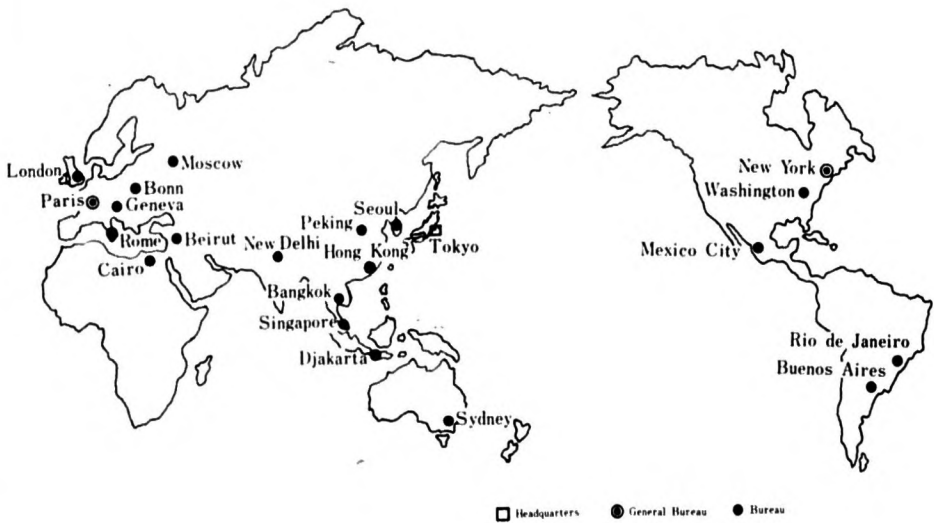 London
Moscow
Bonn
Paris
Geneva
Rome
Beirut
Cairo
New Delhi
Peking
Seoul
Tokyo
Hong Kong
Bangkok
Singapore
Djakarta
Sydney
New York
Washington
Mexico City
Rio de Janeiro
Buenos Aires
Headquarters General Bureau Bureau